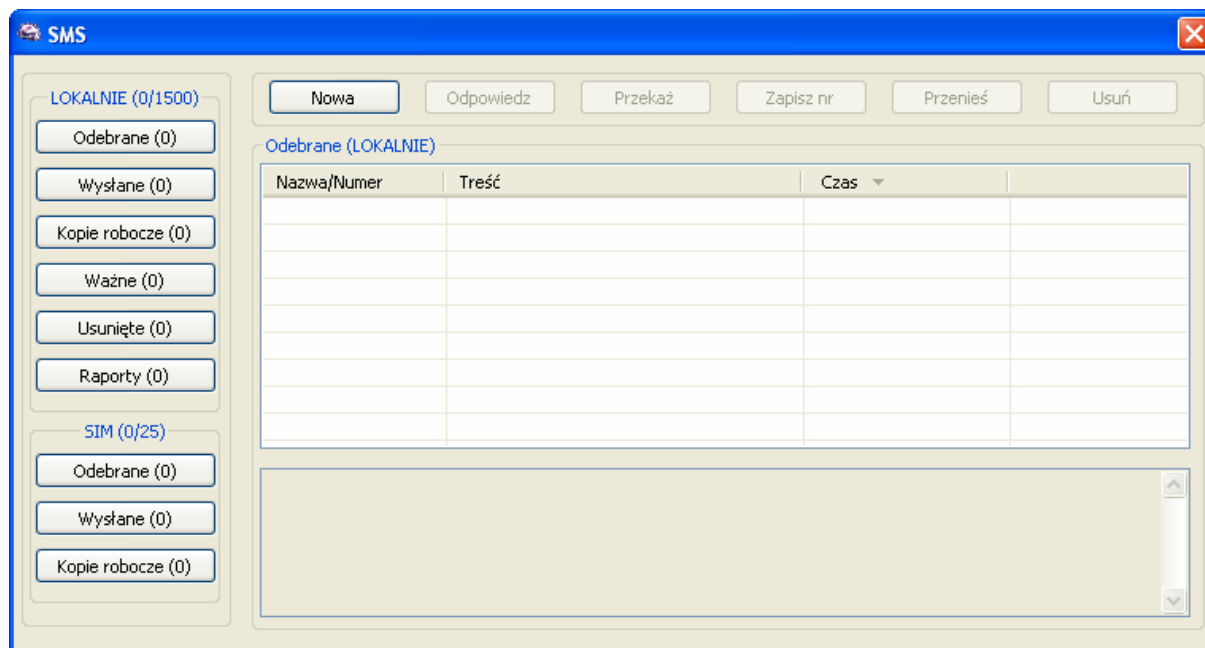 SMS
LOKALNIE (0/1500)
Odebrane (0)
Wysłane (0)
Kopie robocze (0)
Ważne (0)
Usunięte (0)
Raporty (0)
SIM (0/25)
Odebrane (0)
Wysłane (0)
Kopie robocze (0)
Nowa Odpowiedz Przekaż Zapisz nr Przenieś Usuń
Odebrane (LOKALNIE)
Nazwa/Numer Treść Czas